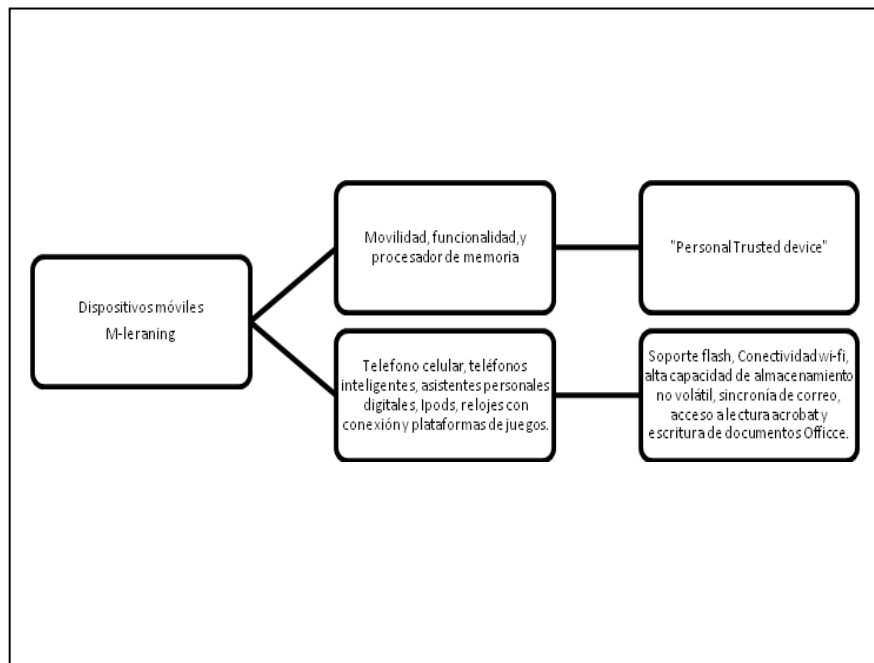 Dispositivos móviles
M-leraning
Movilidad, funcionalidad, y
procesador de memoria
"Personal Trusted device"
Telefono celular, teléfonos
inteligentes, asistentes personales
digitales, Ipods, relojes con
conexión y plataformas de juegos.
Soporte flash, Conectividad wi-fi,
alta capacidad de almacenamiento
no volátil, sincronía de correo,
acceso a lectura acrobat y
escritura de documentos Officce.